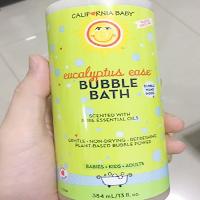 CALIFORNIA BABY
eucalyptus ease
BUBBLE
BATH
SCENTED WITH
PURE ESSENTIAL OILS
GENTLE • NON-DRYING • REFRESHING
PLANT-BASED BUBBLE POWER
BABIES • KIDS • ADULTS
384 mL/13 fl. oz.